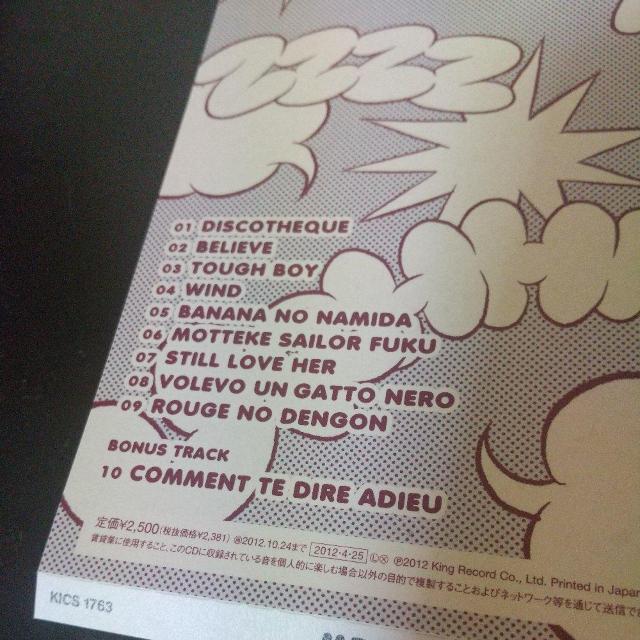 ZZZZ
01 DISCOTHEQUE
02 BELIEVE
03 TOUGH BOY
04 WIND
05 BANANA NO NAMIDA
06 MOTTEKE SAILOR FUKU
07 STILL LOVE HER
08 VOLEVO UN GATTO NERO
09 ROUGE NO DENGON
BONUS TRACK
10 COMMENT TE DIRE ADIEU
定価¥2,500(税抜価格¥2,381) 2012.10.24まで 2012・4・25 Ⓛ Ⓧ ℗2012 King Record Co., Ltd. Printed in Japan
賃貸業に使用すること、このCDに収録されている音を個人的に楽しむ場合以外の目的で複製することおよびネットワーク等を通じて送信で
KICS 1763